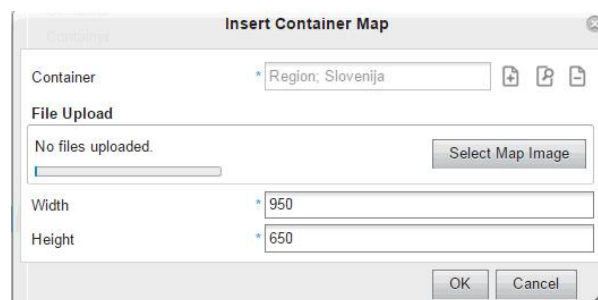 Insert Container Map
Container * Region; Slovenija
File Upload
No files uploaded.
Select Map Image
Width * 950
Height * 650
OK Cancel